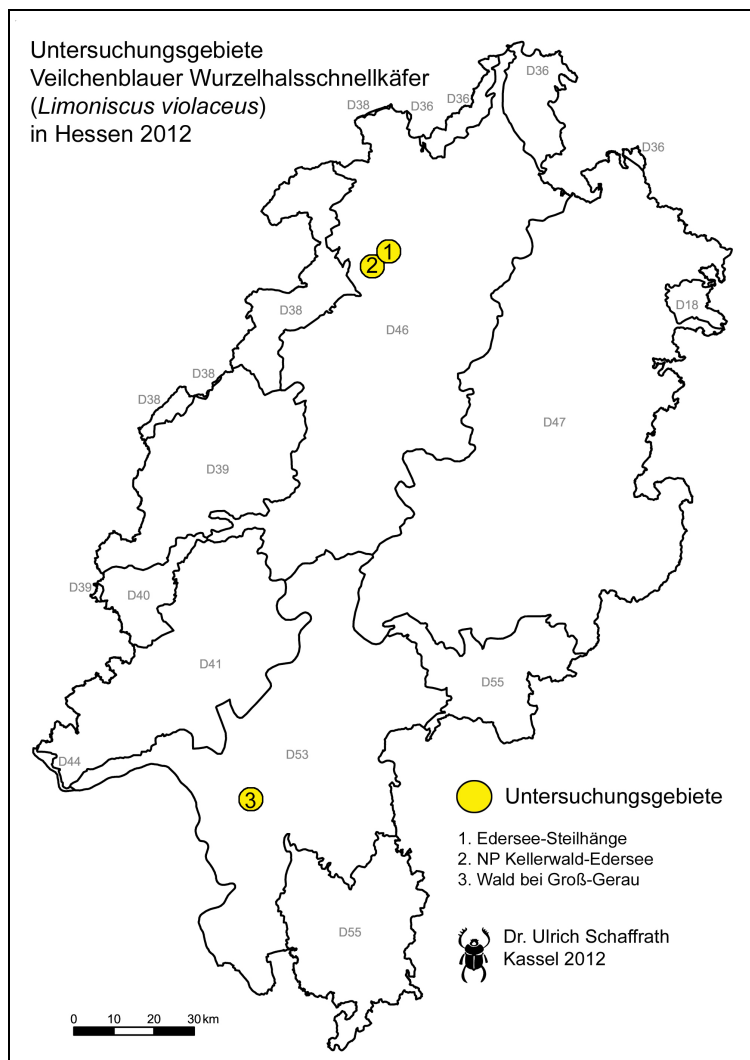 Untersuchungsgebiete
Veilchenblauer Wurzelhalsschnellkäfer
(Limoniscus violaceus)
in Hessen 2012
D36
D38
D36
D36
D36
1
2
D38
D18
D46
D38
D38
D47
D39
D39
D40
D41
D55
D53
D44
3
Untersuchungsgebiete
1. Edersee-Steilhänge
2. NP Kellerwald-Edersee
3. Wald bei Groß-Gerau
D55
Dr. Ulrich Schaffrath
Kassel 2012
0 10 20 30 km